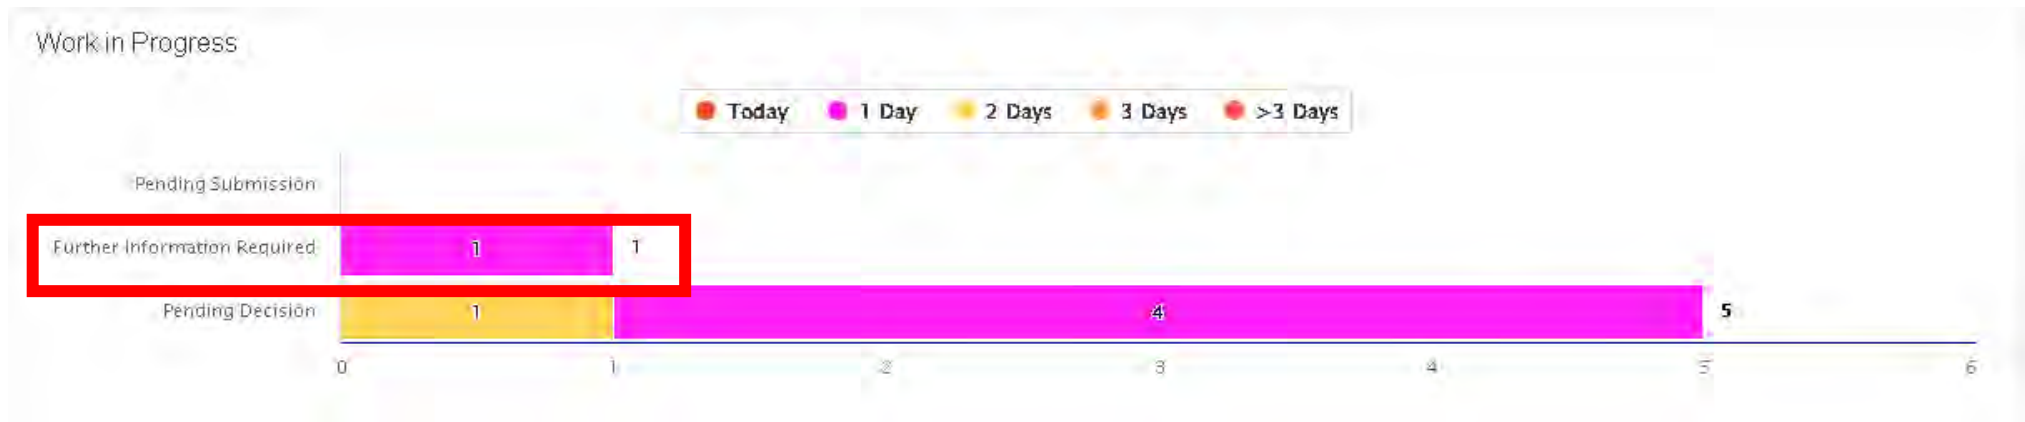 Work in Progress
Today 1 Day 2 Days 3 Days >3 Days
Pending Submission
Further Information Required 1 1
Pending Decision 1 4 5
0 1 2 3 4 5 6